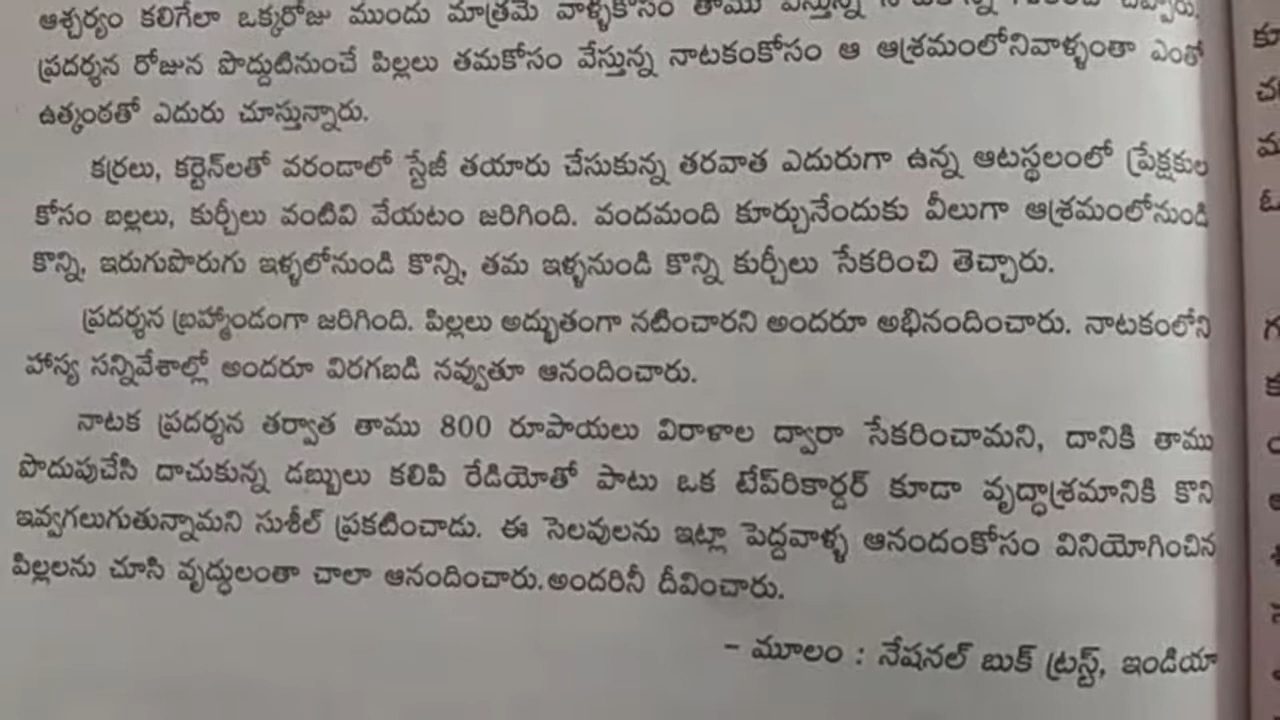 ఆశ్చర్యం కలిగేలా ఒక్కరోజు ముందు మాత్రమే వాళ్ళకోసం తాము వేస్తున్న
ప్రదర్శన రోజున పొద్దుటినుంచే పిల్లలు తమకోసం వేస్తున్న నాటకంకోసం ఆ ఆశ్రమంలోనివాళ్ళంతా ఎంతో
ఉత్కంఠతో ఎదురు చూస్తున్నారు.
కర్రలు, కర్టెన్‌లతో వరండాలో స్టేజీ తయారు చేసుకున్న తరవాత ఎదురుగా ఉన్న ఆటస్థలంలో ప్రేక్షకుల
కోసం బల్లలు, కుర్చీలు వంటివి వేయటం జరిగింది. వందమంది కూర్చునేందుకు వీలుగా ఆశ్రమంలోనుండి
కొన్ని, ఇరుగుపొరుగు ఇళ్ళలోనుండి కొన్ని, తమ ఇళ్ళనుండి కొన్ని కుర్చీలు సేకరించి తెచ్చారు.
ప్రదర్శన బ్రహ్మాండంగా జరిగింది. పిల్లలు అద్భుతంగా నటించారని అందరూ అభినందించారు. నాటకంలోని
హాస్య సన్నివేశాల్లో అందరూ విరగబడి నవ్వుతూ ఆనందించారు.
నాటక ప్రదర్శన తర్వాత తాము 800 రూపాయలు విరాళాల ద్వారా సేకరించామని, దానికి తాము
పొదుపుచేసి దాచుకున్న డబ్బులు కలిపి రేడియోతో పాటు ఒక టేప్‌రికార్డర్ కూడా వృద్ధాశ్రమానికి కొని
ఇవ్వగలుగుతున్నామని సుశీల్ ప్రకటించాడు. ఈ సెలవులను ఇట్లా పెద్దవాళ్ళ ఆనందంకోసం వినియోగించిన
పిల్లలను చూసి వృద్ధులంతా చాలా ఆనందించారు. అందరినీ దీవించారు.
– మూలం : నేషనల్ బుక్ ట్రస్ట్, ఇండియా